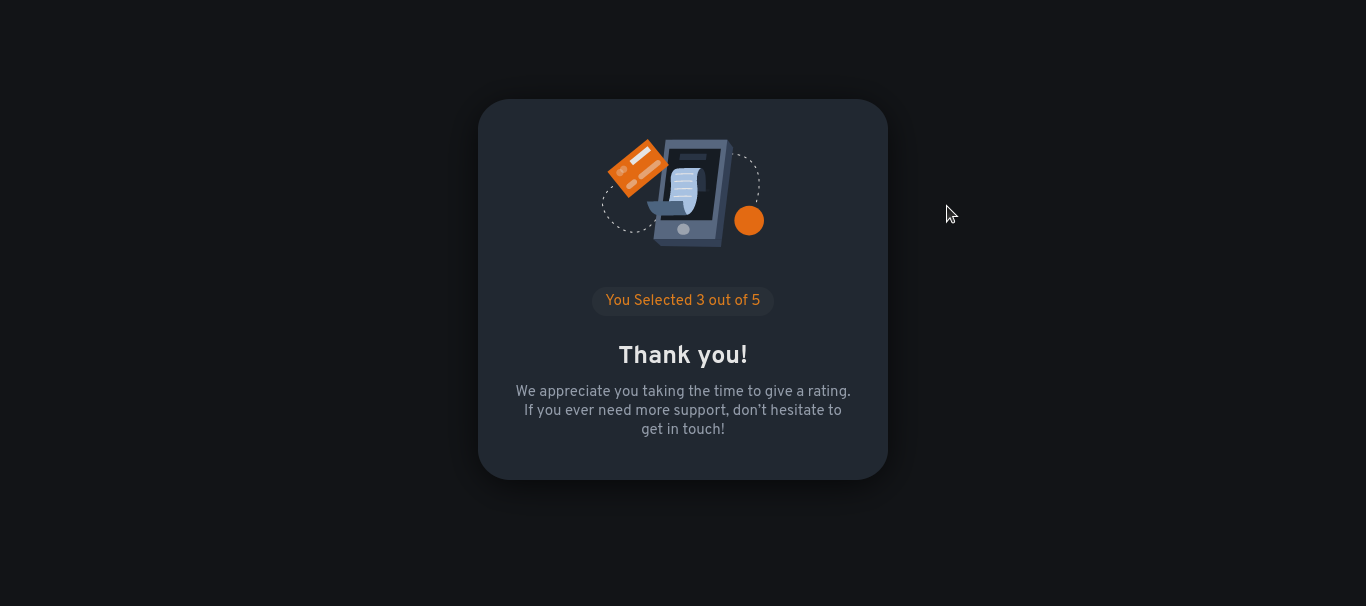 You Selected 3 out of 5
Thank you!
We appreciate you taking the time to give a rating.
If you ever need more support, don’t hesitate to
get in touch!